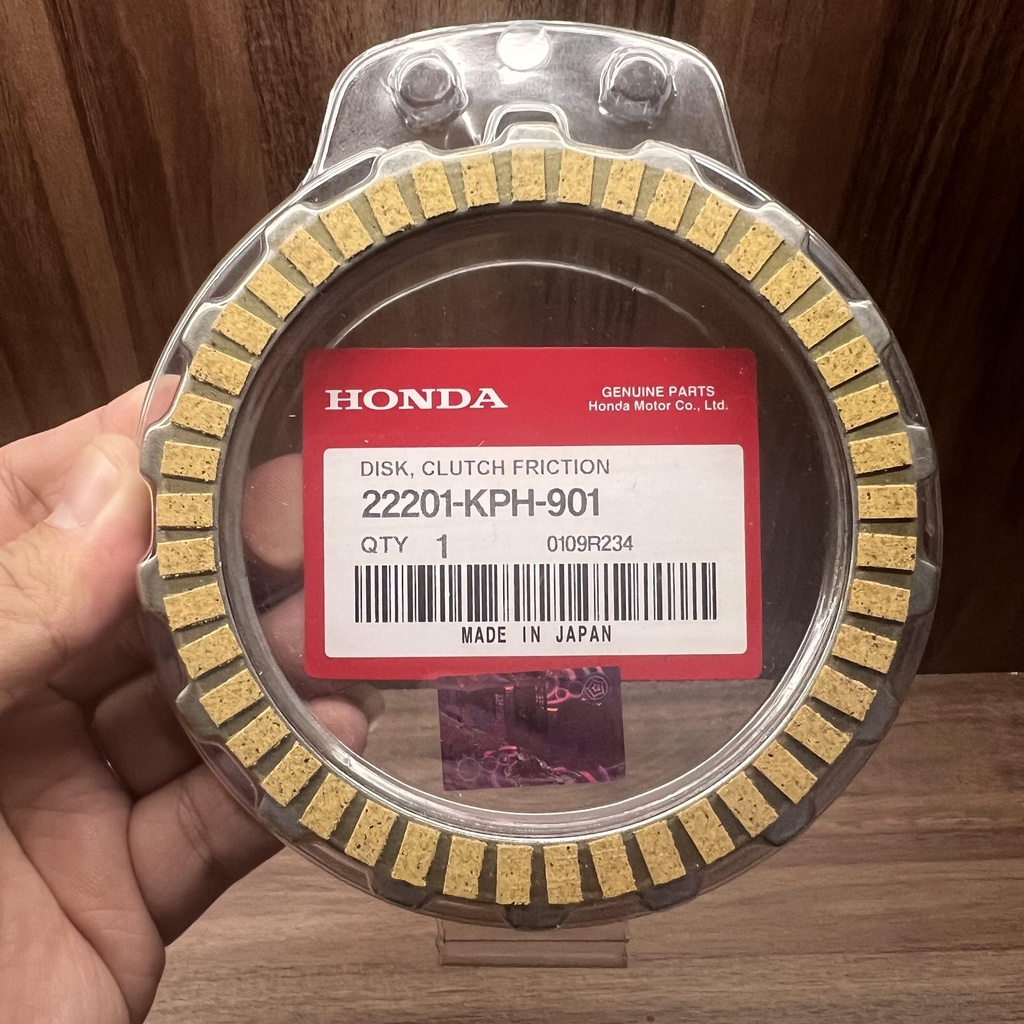 HONDA
GENUINE PARTS
Honda Motor Co., Ltd.
DISK, CLUTCH FRICTION
22201-KPH-901
QTY 1 0109R234
MADE IN JAPAN